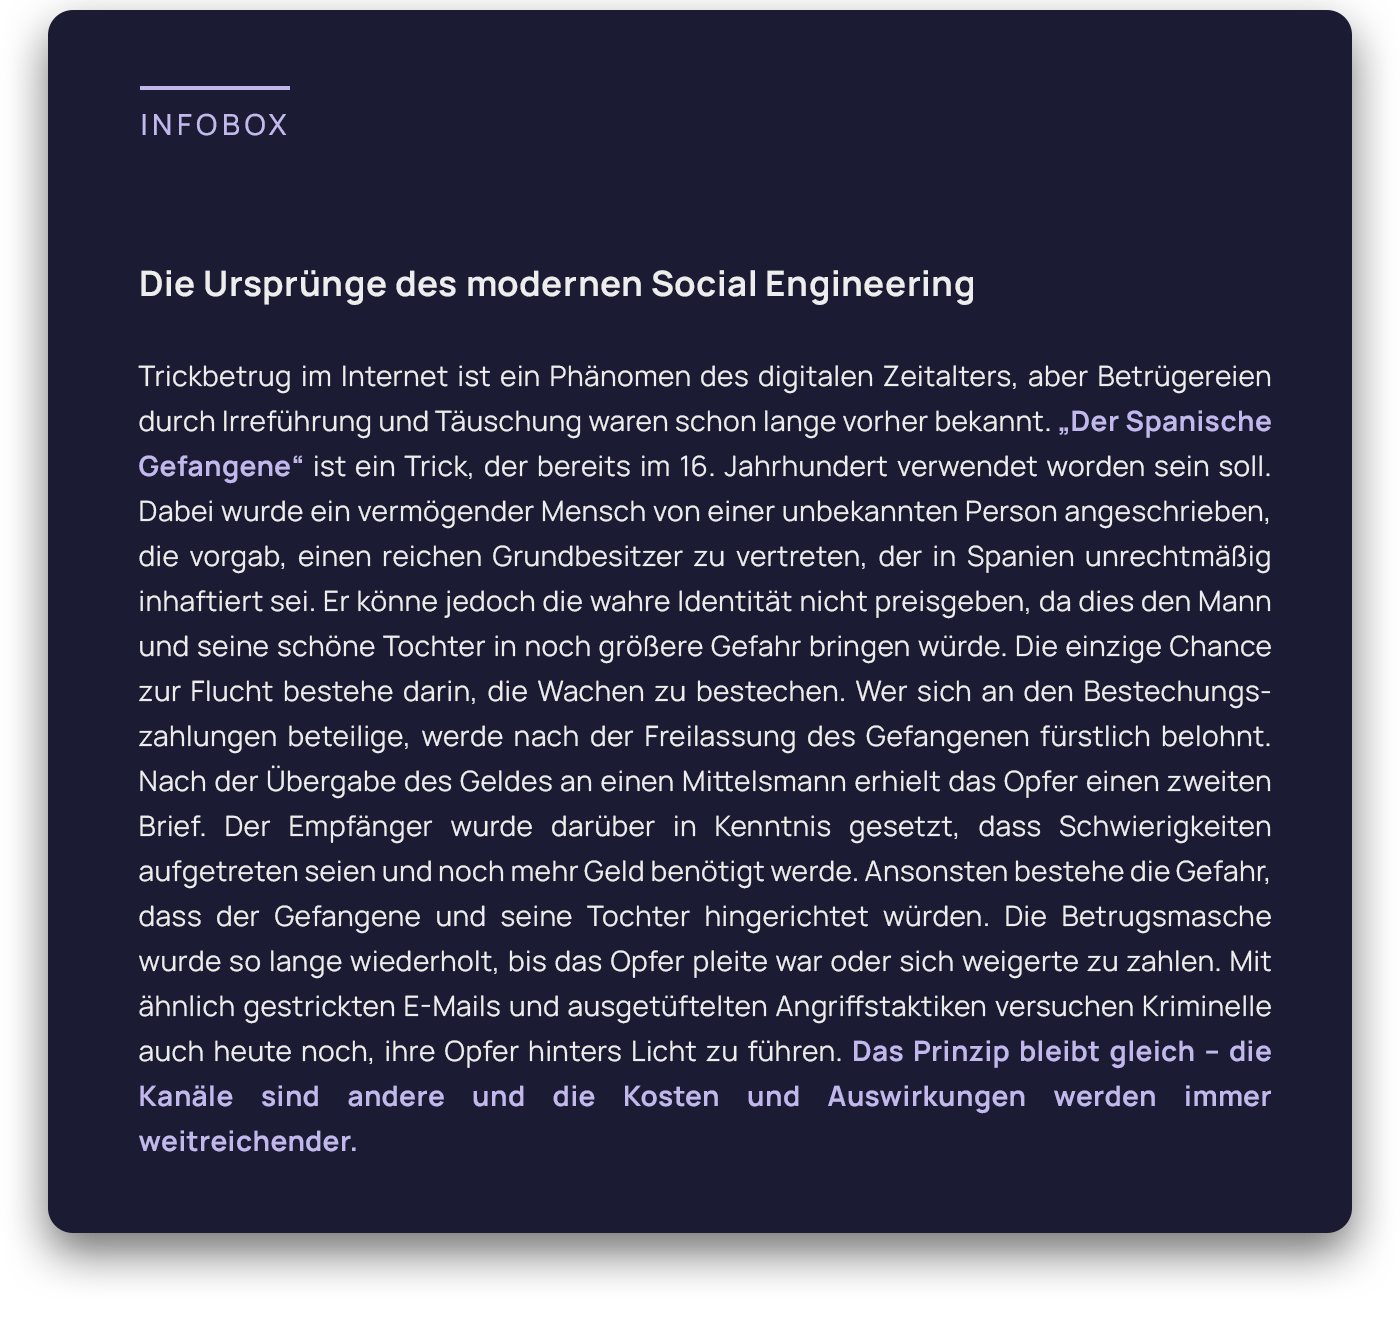 INFOBOX
Die Ursprünge des modernen Social Engineering
Trickbetrug im Internet ist ein Phänomen des digitalen Zeitalters, aber Betrügereien
durch Irreführung und Täuschung waren schon lange vorher bekannt. „Der Spanische
Gefangene“ ist ein Trick, der bereits im 16. Jahrhundert verwendet worden sein soll.
Dabei wurde ein vermögender Mensch von einer unbekannten Person angeschrieben,
die vorgab, einen reichen Grundbesitzer zu vertreten, der in Spanien unrechtmäßig
inhaftiert sei. Er könne jedoch die wahre Identität nicht preisgeben, da dies den Mann
und seine schöne Tochter in noch größere Gefahr bringen würde. Die einzige Chance
zur Flucht bestehe darin, die Wachen zu bestechen. Wer sich an den Bestechungs-
zahlungen beteilige, werde nach der Freilassung des Gefangenen fürstlich belohnt.
Nach der Übergabe des Geldes an einen Mittelsmann erhielt das Opfer einen zweiten
Brief. Der Empfänger wurde darüber in Kenntnis gesetzt, dass Schwierigkeiten
aufgetreten seien und noch mehr Geld benötigt werde. Ansonsten bestehe die Gefahr,
dass der Gefangene und seine Tochter hingerichtet würden. Die Betrugsmasche
wurde so lange wiederholt, bis das Opfer pleite war oder sich weigerte zu zahlen. Mit
ähnlich gestrickten E-Mails und ausgetüftelten Angriffstaktiken versuchen Kriminelle
auch heute noch, ihre Opfer hinters Licht zu führen. Das Prinzip bleibt gleich – die
Kanäle sind andere und die Kosten und Auswirkungen werden immer
weitreichender.